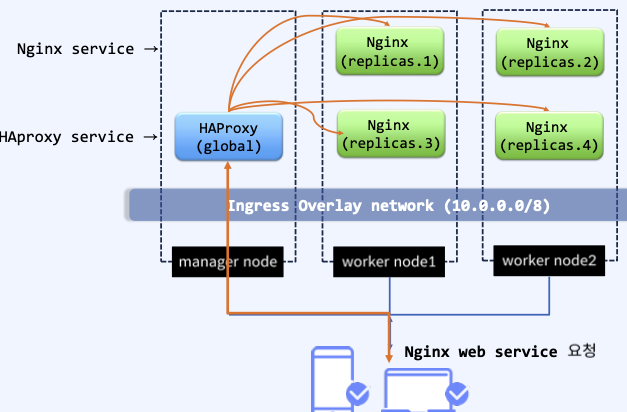 Nginx service →
Nginx
(replicas.1)
Nginx
(replicas.2)
HAproxy service →
HAProxy
(global)
Nginx
(replicas.3)
Nginx
(replicas.4)
Ingress Overlay network (10.0.0.0/8)
manager node
worker node1
worker node2
Nginx web service 요청